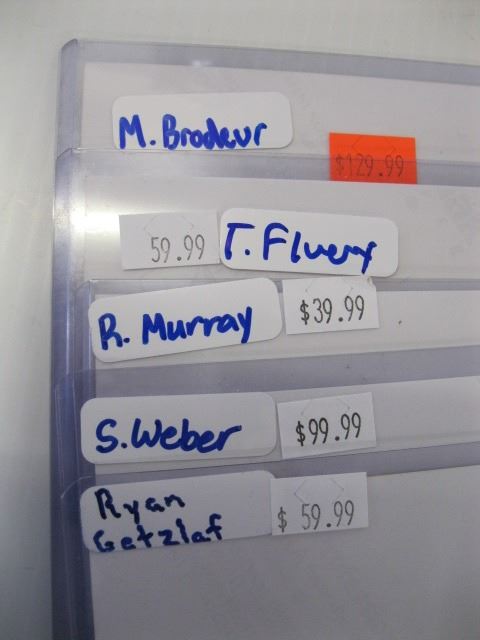 M. Brodeur
$129.99
59.99 T. Fluery
R. Murray $39.99
S. Weber $99.99
Ryan
Getzlaf $59.99